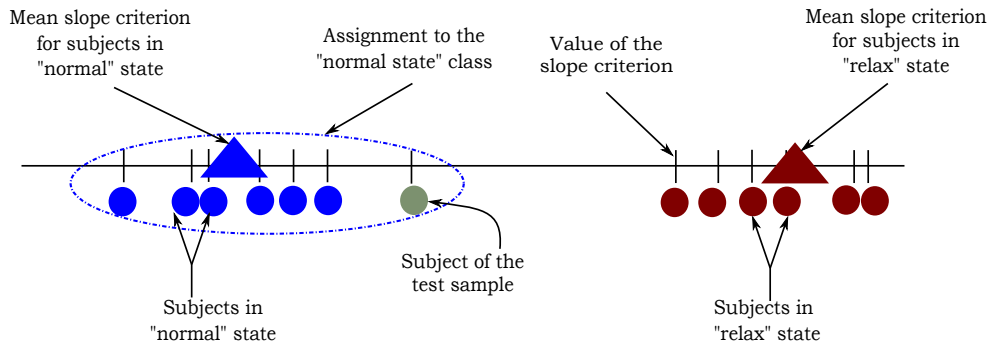 Mean slope criterion
for subjects in
"normal" state
Assignment to the
"normal state" class
Value of the
slope criterion
Mean slope criterion
for subjects in
"relax" state
Subject of the
test sample
Subjects in
"normal" state
Subjects in
"relax" state